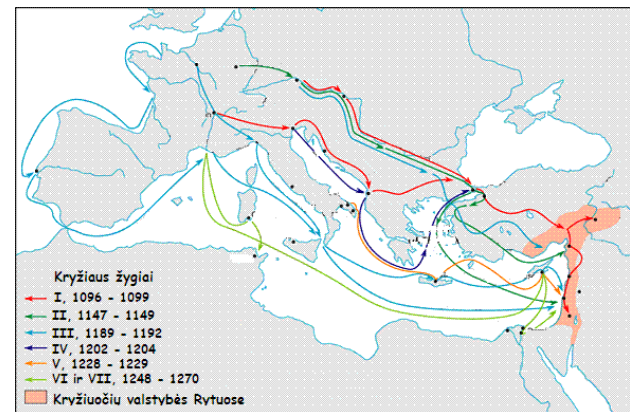 Kryžiaus žygiai
I, 1096 - 1099
II, 1147 - 1149
III, 1189 - 1192
IV, 1202 - 1204
V, 1228 - 1229
VI ir VII, 1248 - 1270
Kryžiuočių valstybės Rytuose